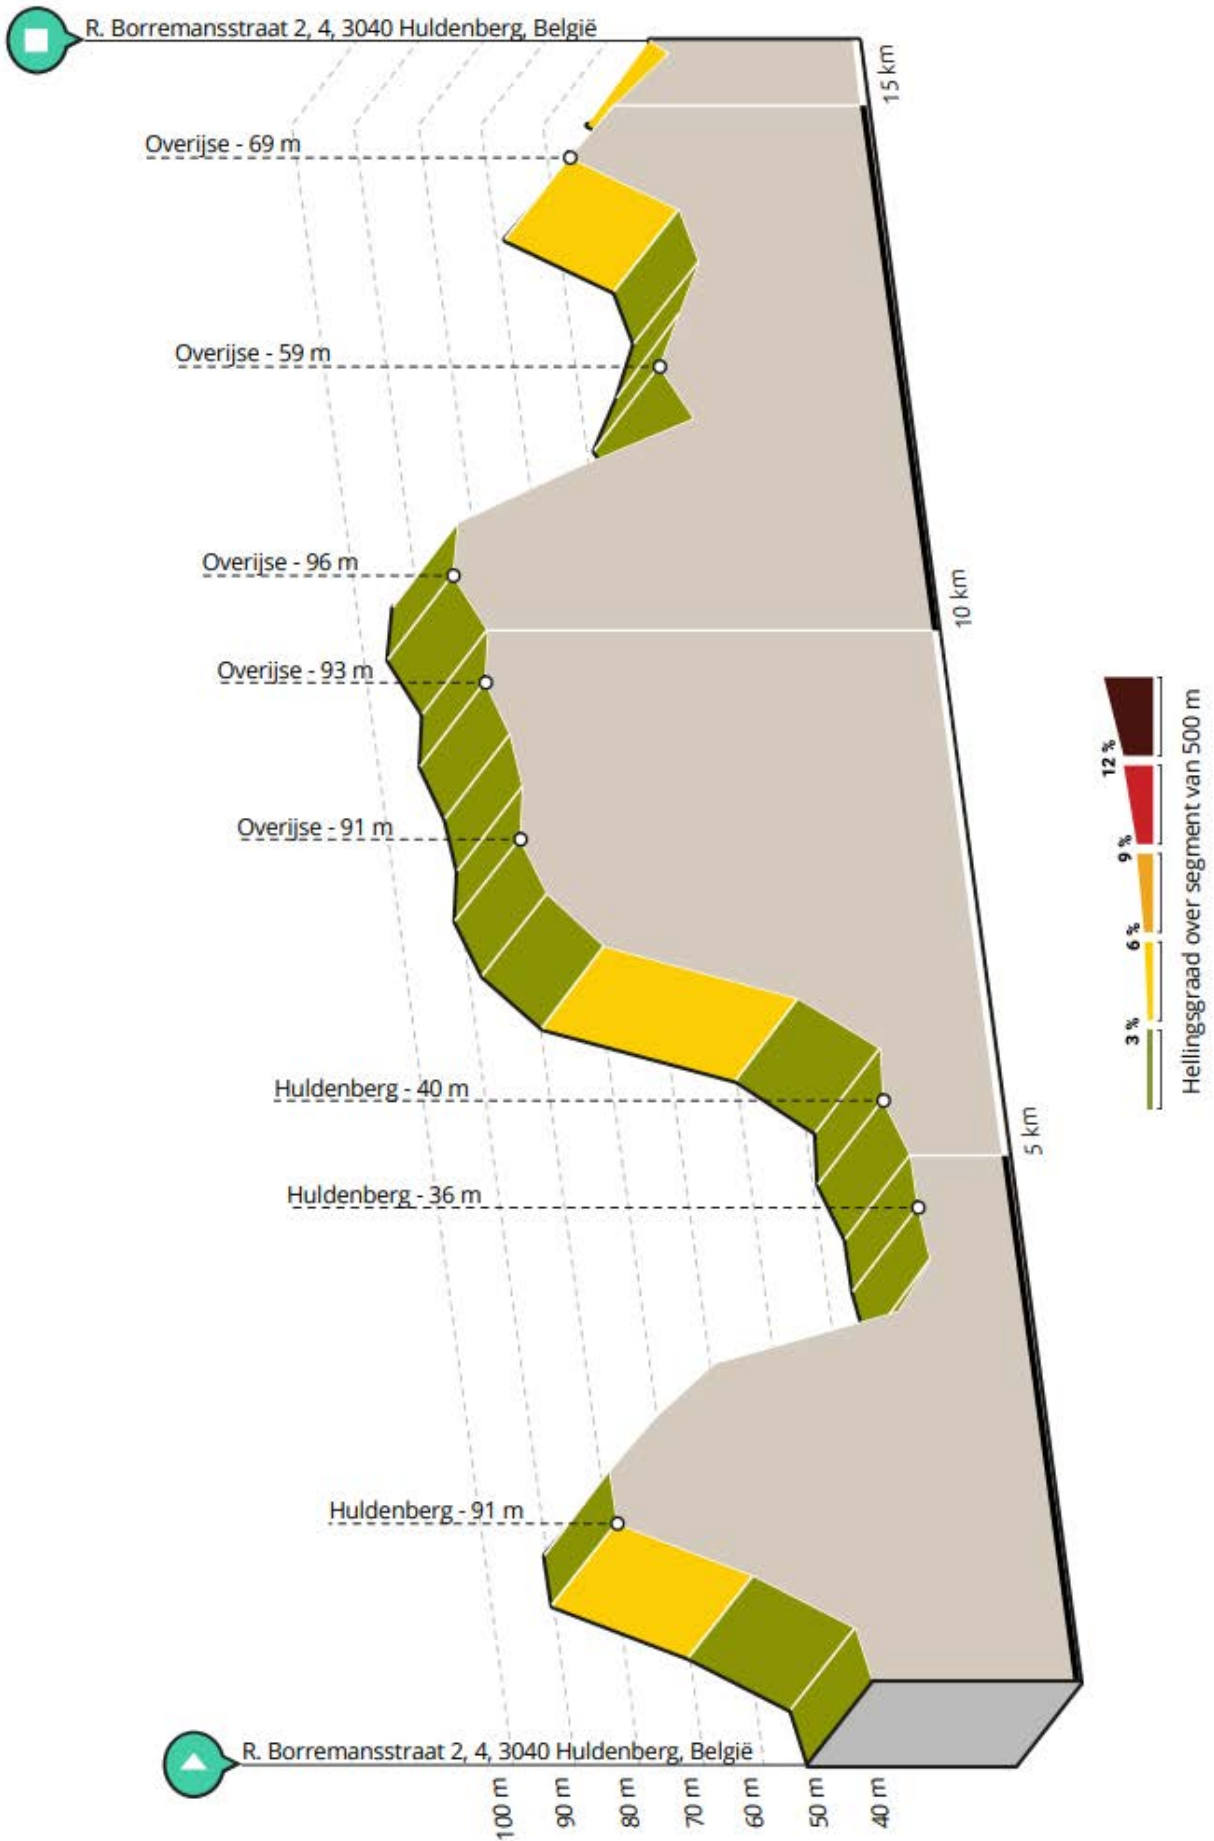 R. Borremansstraat 2, 4, 3040 Huldenberg, België
15 km
Overijse - 69 m
Overijse - 59 m
Overijse - 96 m
10 km
Overijse - 93 m
Overijse - 91 m
Huldenberg - 40 m
5 km
Huldenberg - 36 m
Huldenberg - 91 m
R. Borremansstraat 2, 4, 3040 Huldenberg, België
100 m
90 m
80 m
70 m
60 m
50 m
40 m
3 %
6 %
9 %
12 %
Hellingsgraad over segment van 500 m